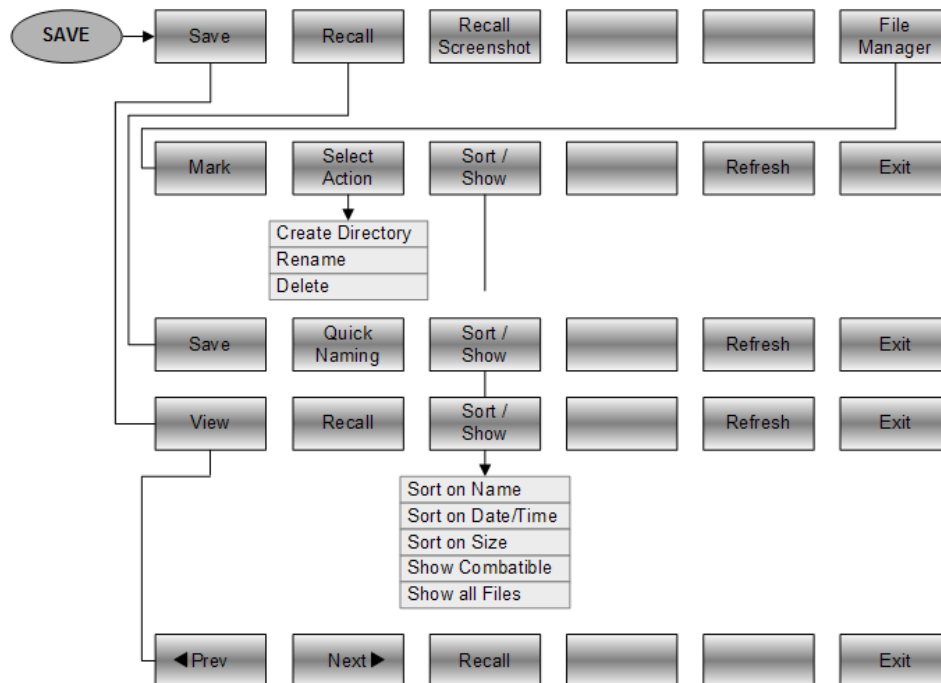 SAVE
Save
Recall
Recall
Screenshot
File
Manager
Mark
Select
Action
Sort /
Show
Refresh
Exit
Create Directory
Rename
Delete
Save
Quick
Naming
Sort /
Show
Refresh
Exit
View
Recall
Sort /
Show
Refresh
Exit
Sort on Name
Sort on Date/Time
Sort on Size
Show Combatible
Show all Files
◀Prev
Next▶
Recall
Exit